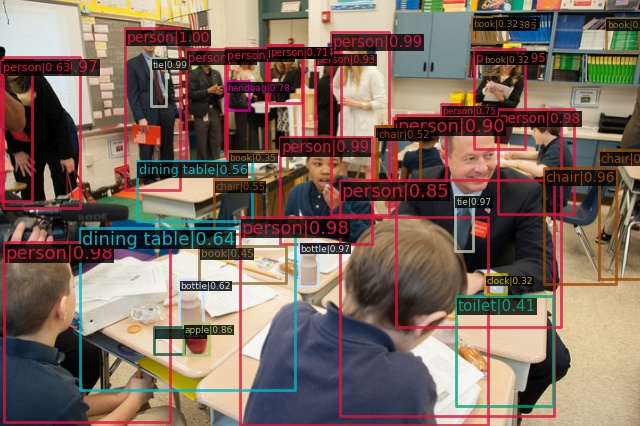 book|0.32
385
book|0.
person|1.00
person|0.99
person|0.71
person
person
person|0.93
book|0.32
95
person|0.63
.97
tie|0.99
handbag|0.78
person|0.75
person|0.90
person|0.98
chair|0.52
person|0.99
book|0.35
dining table|0.56
chair|0.55
person|0.85
chair|0.96
chair|0
tie|0.97
person|0.98
dining table|0.64
person|0.98
book|0.45
bottle|0.97
bottle|0.62
clock|0.32
toilet|0.41
apple|0.86